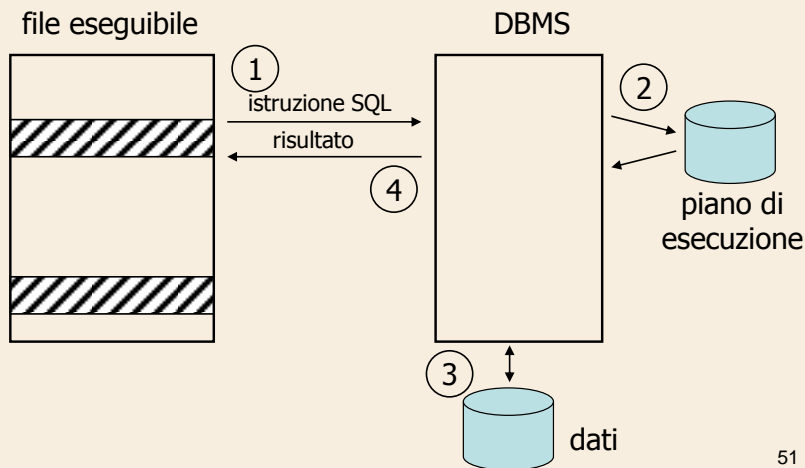 file eseguibile
DBMS
1
istruzione SQL
2
risultato
4
piano di
esecuzione
3
dati
51